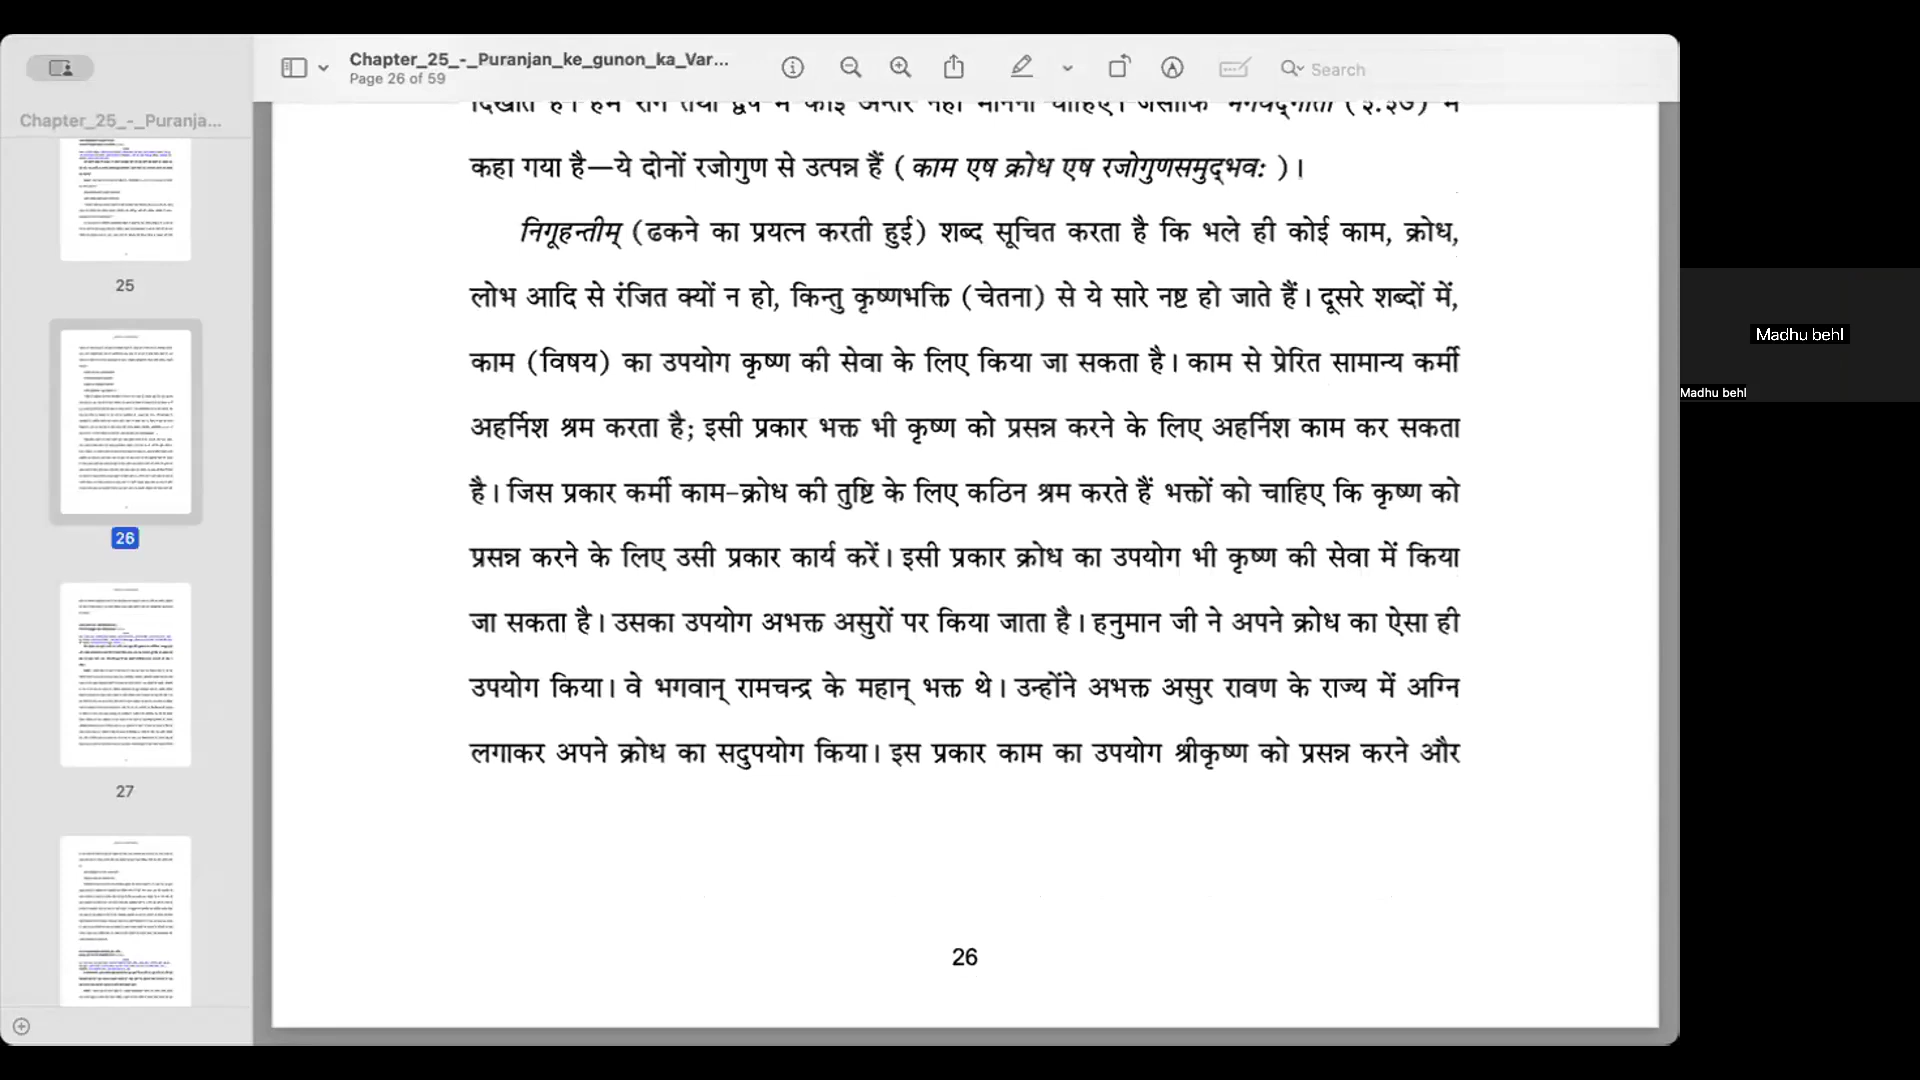 Chapter_25_-_Puranjan_ke_gunon_ka_Var...
Page 26 of 59
Search
Chapter_25_-_Puranja...
25
26
27
कहा गया है—ये दोनों रजोगुण से उत्पन्न हैं ( काम एष क्रोध एष रजोगुणसमुद्भवः )।
निगूहन्तीम् (ढकने का प्रयत्न करती हुई) शब्द सूचित करता है कि भले ही कोई काम, क्रोध,
लोभ आदि से रंजित क्यों न हो, किन्तु कृष्णभक्ति (चेतना) से ये सारे नष्ट हो जाते हैं। दूसरे शब्दों में,
काम (विषय) का उपयोग कृष्ण की सेवा के लिए किया जा सकता है। काम से प्रेरित सामान्य कर्मी
अहर्निश श्रम करता है; इसी प्रकार भक्त भी कृष्ण को प्रसन्न करने के लिए अहर्निश काम कर सकता
है। जिस प्रकार कर्मी काम-क्रोध की तुष्टि के लिए कठिन श्रम करते हैं भक्तों को चाहिए कि कृष्ण को
प्रसन्न करने के लिए उसी प्रकार कार्य करें। इसी प्रकार क्रोध का उपयोग भी कृष्ण की सेवा में किया
जा सकता है। उसका उपयोग अभक्त असुरों पर किया जाता है। हनुमान जी ने अपने क्रोध का ऐसा ही
उपयोग किया। वे भगवान् रामचन्द्र के महान् भक्त थे। उन्होंने अभक्त असुर रावण के राज्य में अग्नि
लगाकर अपने क्रोध का सदुपयोग किया। इस प्रकार काम का उपयोग श्रीकृष्ण को प्रसन्न करने और
26
Madhu behl
Madhu behl